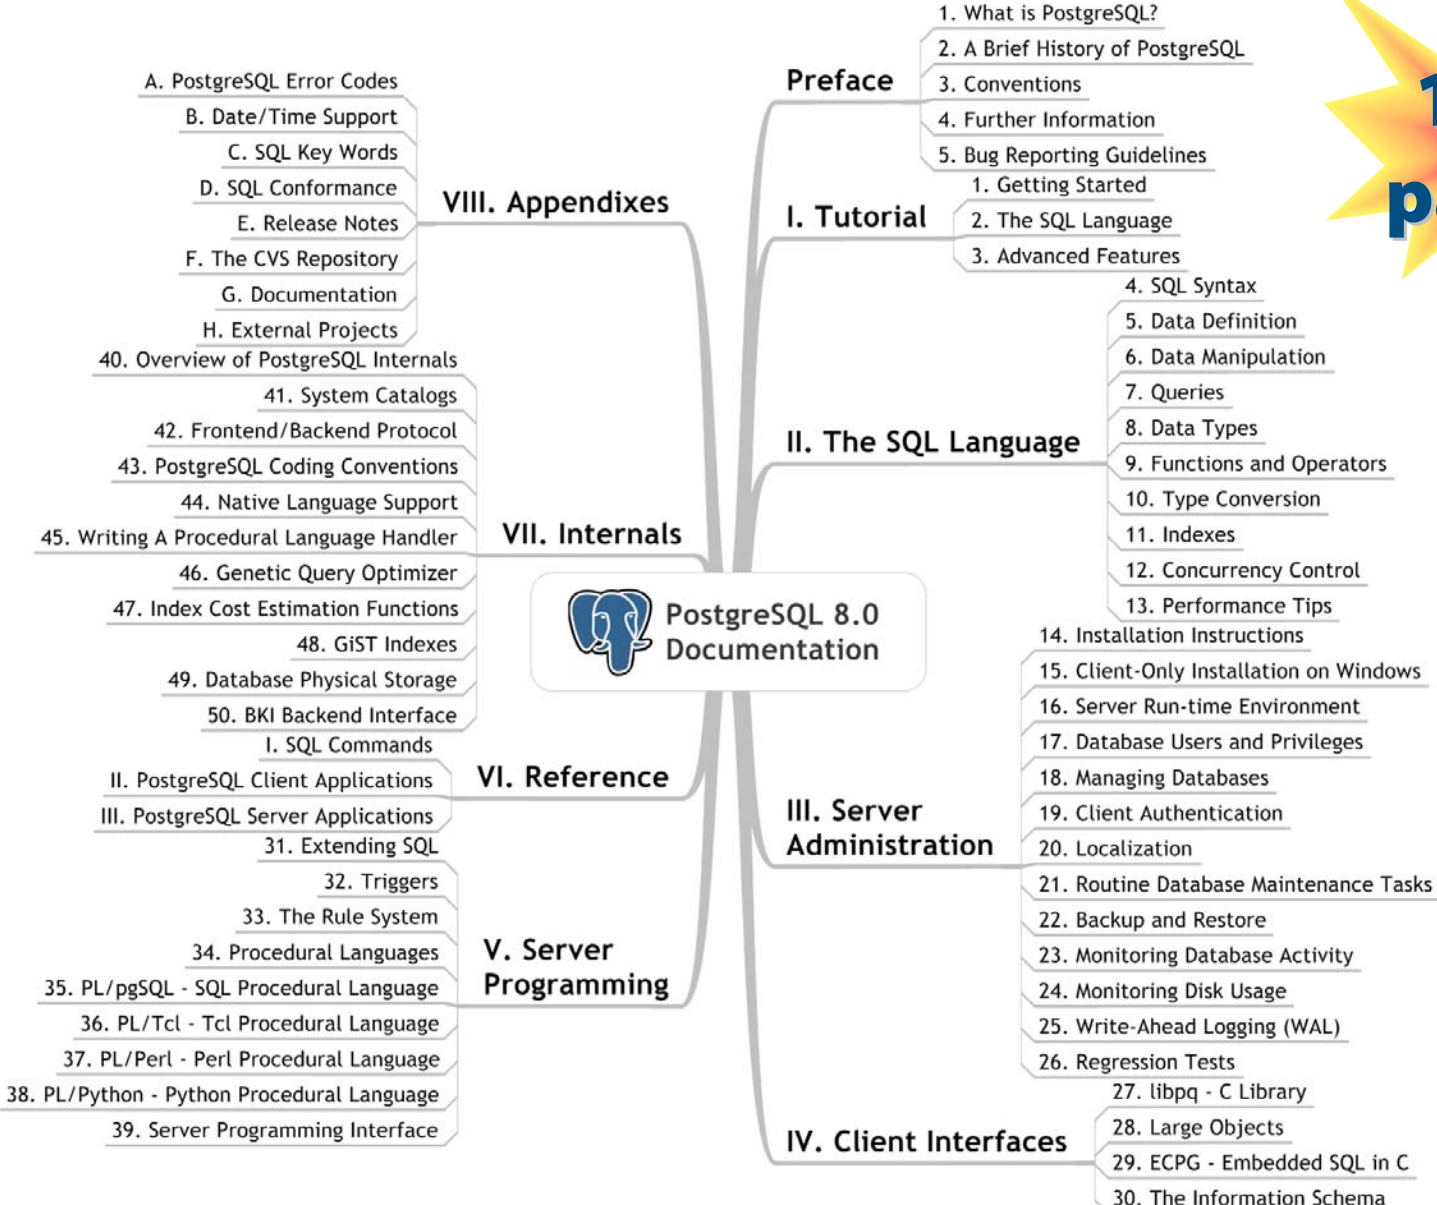 PostgreSQL 8.0
Documentation
Preface
1. What is PostgreSQL?
2. A Brief History of PostgreSQL
3. Conventions
4. Further Information
5. Bug Reporting Guidelines
I. Tutorial
1. Getting Started
2. The SQL Language
3. Advanced Features
II. The SQL Language
4. SQL Syntax
5. Data Definition
6. Data Manipulation
7. Queries
8. Data Types
9. Functions and Operators
10. Type Conversion
11. Indexes
12. Concurrency Control
13. Performance Tips
III. Server
Administration
14. Installation Instructions
15. Client-Only Installation on Windows
16. Server Run-time Environment
17. Database Users and Privileges
18. Managing Databases
19. Client Authentication
20. Localization
21. Routine Database Maintenance Tasks
22. Backup and Restore
23. Monitoring Database Activity
24. Monitoring Disk Usage
25. Write-Ahead Logging (WAL)
26. Regression Tests
IV. Client Interfaces
27. libpq - C Library
28. Large Objects
29. ECPG - Embedded SQL in C
30. The Information Schema
V. Server
Programming
31. Extending SQL
32. Triggers
33. The Rule System
34. Procedural Languages
35. PL/pgSQL - SQL Procedural Language
36. PL/Tcl - Tcl Procedural Language
37. PL/Perl - Perl Procedural Language
38. PL/Python - Python Procedural Language
39. Server Programming Interface
VI. Reference
I. SQL Commands
II. PostgreSQL Client Applications
III. PostgreSQL Server Applications
VII. Internals
40. Overview of PostgreSQL Internals
41. System Catalogs
42. Frontend/Backend Protocol
43. PostgreSQL Coding Conventions
44. Native Language Support
45. Writing A Procedural Language Handler
46. Genetic Query Optimizer
47. Index Cost Estimation Functions
48. GiST Indexes
49. Database Physical Storage
50. BKI Backend Interface
VIII. Appendixes
A. PostgreSQL Error Codes
B. Date/Time Support
C. SQL Key Words
D. SQL Conformance
E. Release Notes
F. The CVS Repository
G. Documentation
H. External Projects